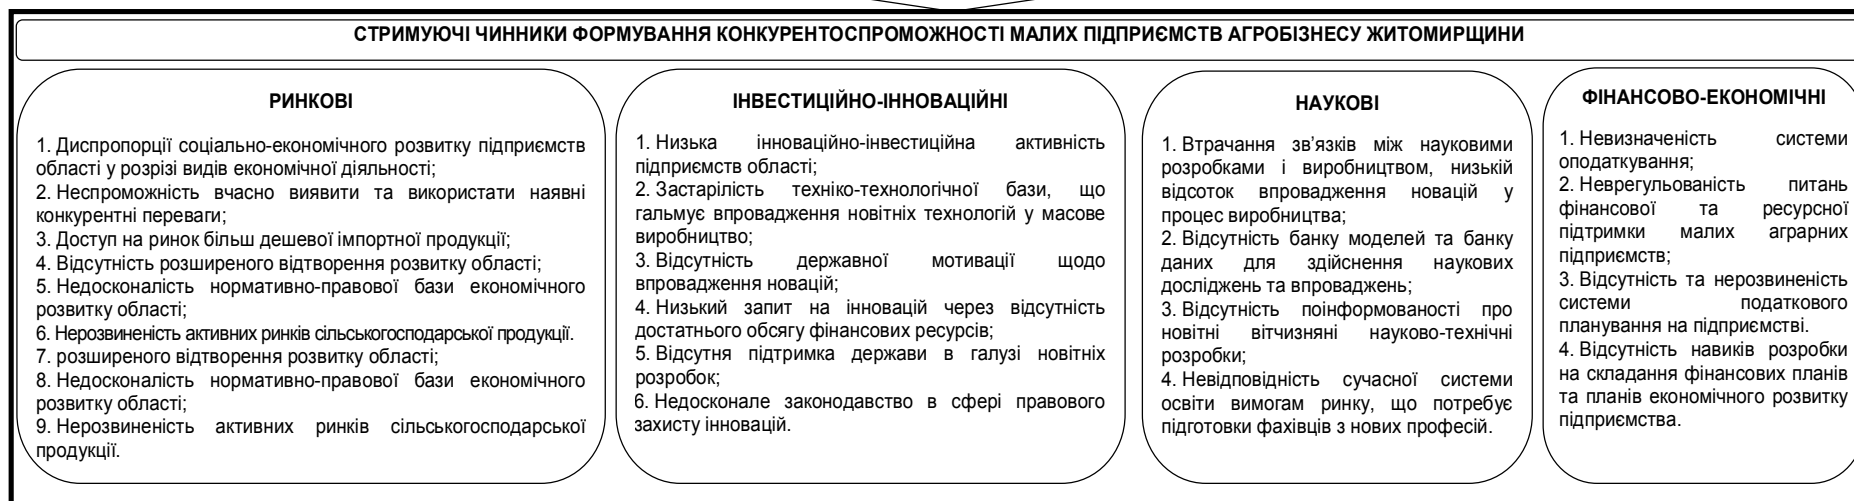 СТРИМУЮЧІ ЧИННИКИ ФОРМУВАННЯ КОНКУРЕНТОСПРОМОЖНОСТІ МАЛИХ ПІДПРИЄМСТВ АГРОБІЗНЕСУ ЖИТОМИРЩИНИ
РИНКОВІ
1. Диспропорції соціально-економічного розвитку підприємств
області у розрізі видів економічної діяльності;
2. Неспроможність вчасно виявити та використати наявні
конкурентні переваги;
3. Доступ на ринок більш дешевої імпортної продукції;
4. Відсутність розширеного відтворення розвитку області;
5. Недосконалість нормативно-правової бази економічного
розвитку області;
6. Нерозвиненість активних ринків сільськогосподарської продукції.
7. розширеного відтворення розвитку області;
8. Недосконалість нормативно-правової бази економічного
розвитку області;
9. Нерозвиненість активних ринків сільськогосподарської
продукції.
ІНВЕСТИЦІЙНО-ІННОВАЦІЙНІ
1. Низька інноваційно-інвестиційна активність
підприємств області;
2. Застарілість техніко-технологічної бази, що
гальмує впровадження новітніх технологій у масове
виробництво;
3. Відсутність державної мотивації щодо
впровадження новацій;
4. Низький запит на інновацій через відсутність
достатнього обсягу фінансових ресурсів;
5. Відсутня підтримка держави в галузі новітніх
розробок;
6. Недосконале законодавство в сфері правового
захисту інновацій.
НАУКОВІ
1. Втрачання зв’язків між науковими
розробками і виробництвом, низькій
відсоток впровадження новацій у
процес виробництва;
2. Відсутність банку моделей та банку
даних для здійснення наукових
досліджень та впроваджень;
3. Відсутність поінформованості про
новітні вітчизняні науково-технічні
розробки;
4. Невідповідність сучасної системи
освіти вимогам ринку, що потребує
підготовки фахівців з нових професій.
ФІНАНСОВО-ЕКОНОМІЧНІ
1. Невизначеність системи
оподаткування;
2. Неврегульованість питань
фінансової та ресурсної
підтримки малих аграрних
підприємств;
3. Відсутність та нерозвиненість
системи податкового
планування на підприємстві.
4. Відсутність навиків розробки
на складання фінансових планів
та планів економічного розвитку
підприємства.